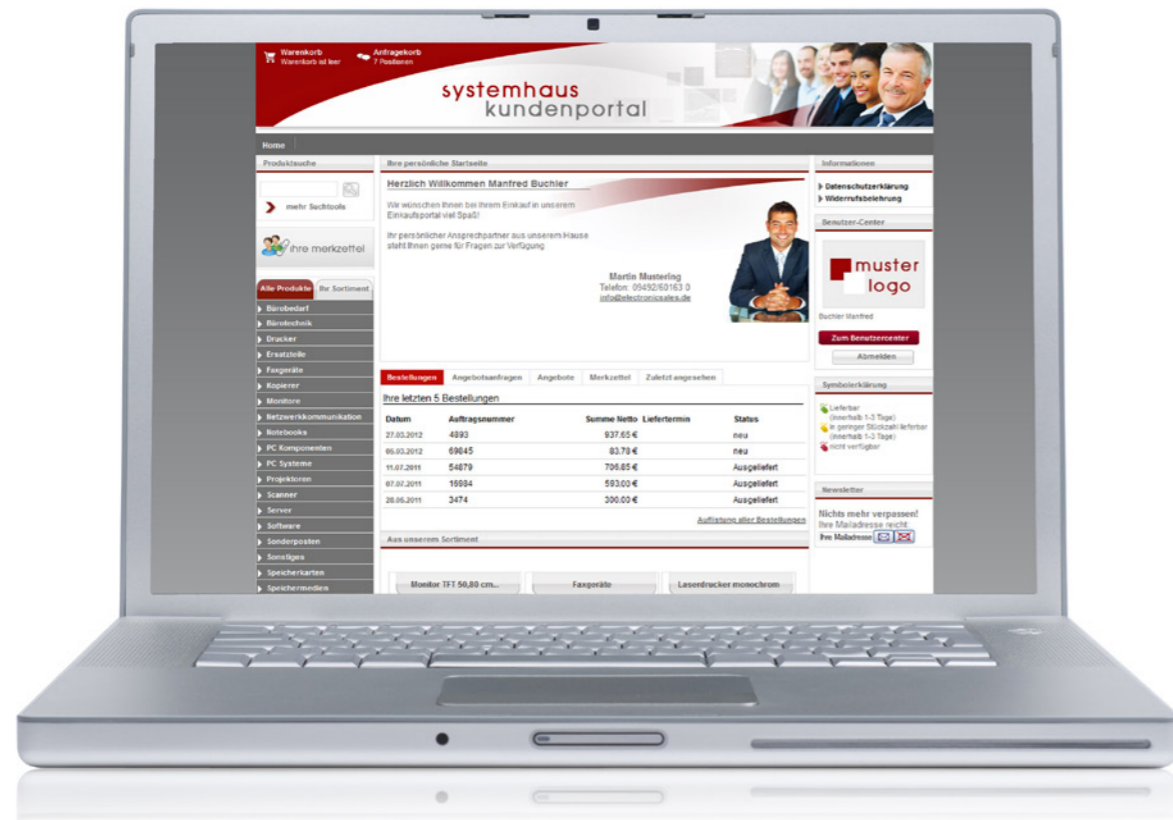 Warenkorb
Warenkorb ist leer
Anfragekorb
7 Positionen
systemhaus
kundenportal
Home
Produktsuche
mehr Suchtools
ihre merkzettel
Alle Produkte
Ihr Sortiment
Bürobedarf
Bürotechnik
Drucker
Ersatzteile
Faxgeräte
Kopierer
Monitore
Netzwerkkommunikation
Notebooks
PC Komponenten
PC Systeme
Projektoren
Scanner
Server
Software
Sonderposten
Sonstiges
Speicherkarten
Speichermedien
Ihre persönliche Startseite
Herzlich Willkommen Manfred Buchler
Wir wünschen Ihnen bei Ihrem Einkauf in unserem
Einkaufsportal viel Spaß!
Ihr persönlicher Ansprechpartner aus unserem Hause
steht Ihnen gerne für Fragen zur Verfügung
Martin Mustering
Telefon: 09492/60163 0
info@electronicsales.de
Bestellungen Angebotsanfragen Angebote Merkzettel Zuletzt angesehen
Ihre letzten 5 Bestellungen
Datum Auftragsnummer Summe Netto Liefertermin Status
27.03.2012 4893 937.65 € neu
05.03.2012 69845 83.78 € neu
11.07.2011 54879 706.85 € Ausgeliefert
07.07.2011 16984 593.00 € Ausgeliefert
28.06.2011 3474 300.00 € Ausgeliefert
Auflistung aller Bestellungen
Aus unserem Sortiment
Monitor TFT 50,80 cm... Faxgeräte Laserdrucker monochrom
Informationen
Datenschutzerklärung
Widerrufsbelehrung
Benutzer-Center
muster
logo
Buchler Manfred
Zum Benutzercenter
Abmelden
Symbolerklärung
Lieferbar
(innerhalb 1-3 Tage)
in geringer Stückzahl lieferbar
(innerhalb 1-3 Tage)
nicht verfügbar
Newsletter
Nichts mehr verpassen!
Ihre Mailadresse reicht
Ihre Mailadresse